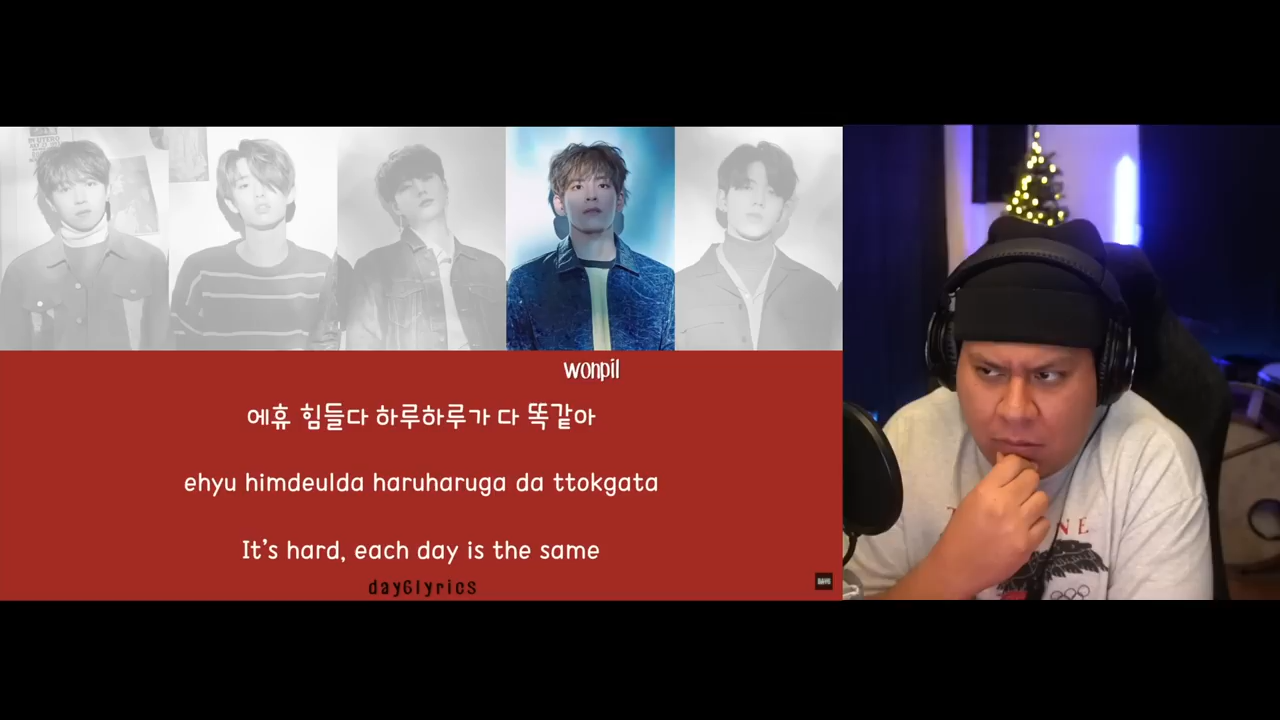 wonpil
에휴 힘들다 하루하루가 다 똑같아
ehyu himdeulda haruharuga da ttokgata
It's hard, each day is the same
day6lyrics
DAY6